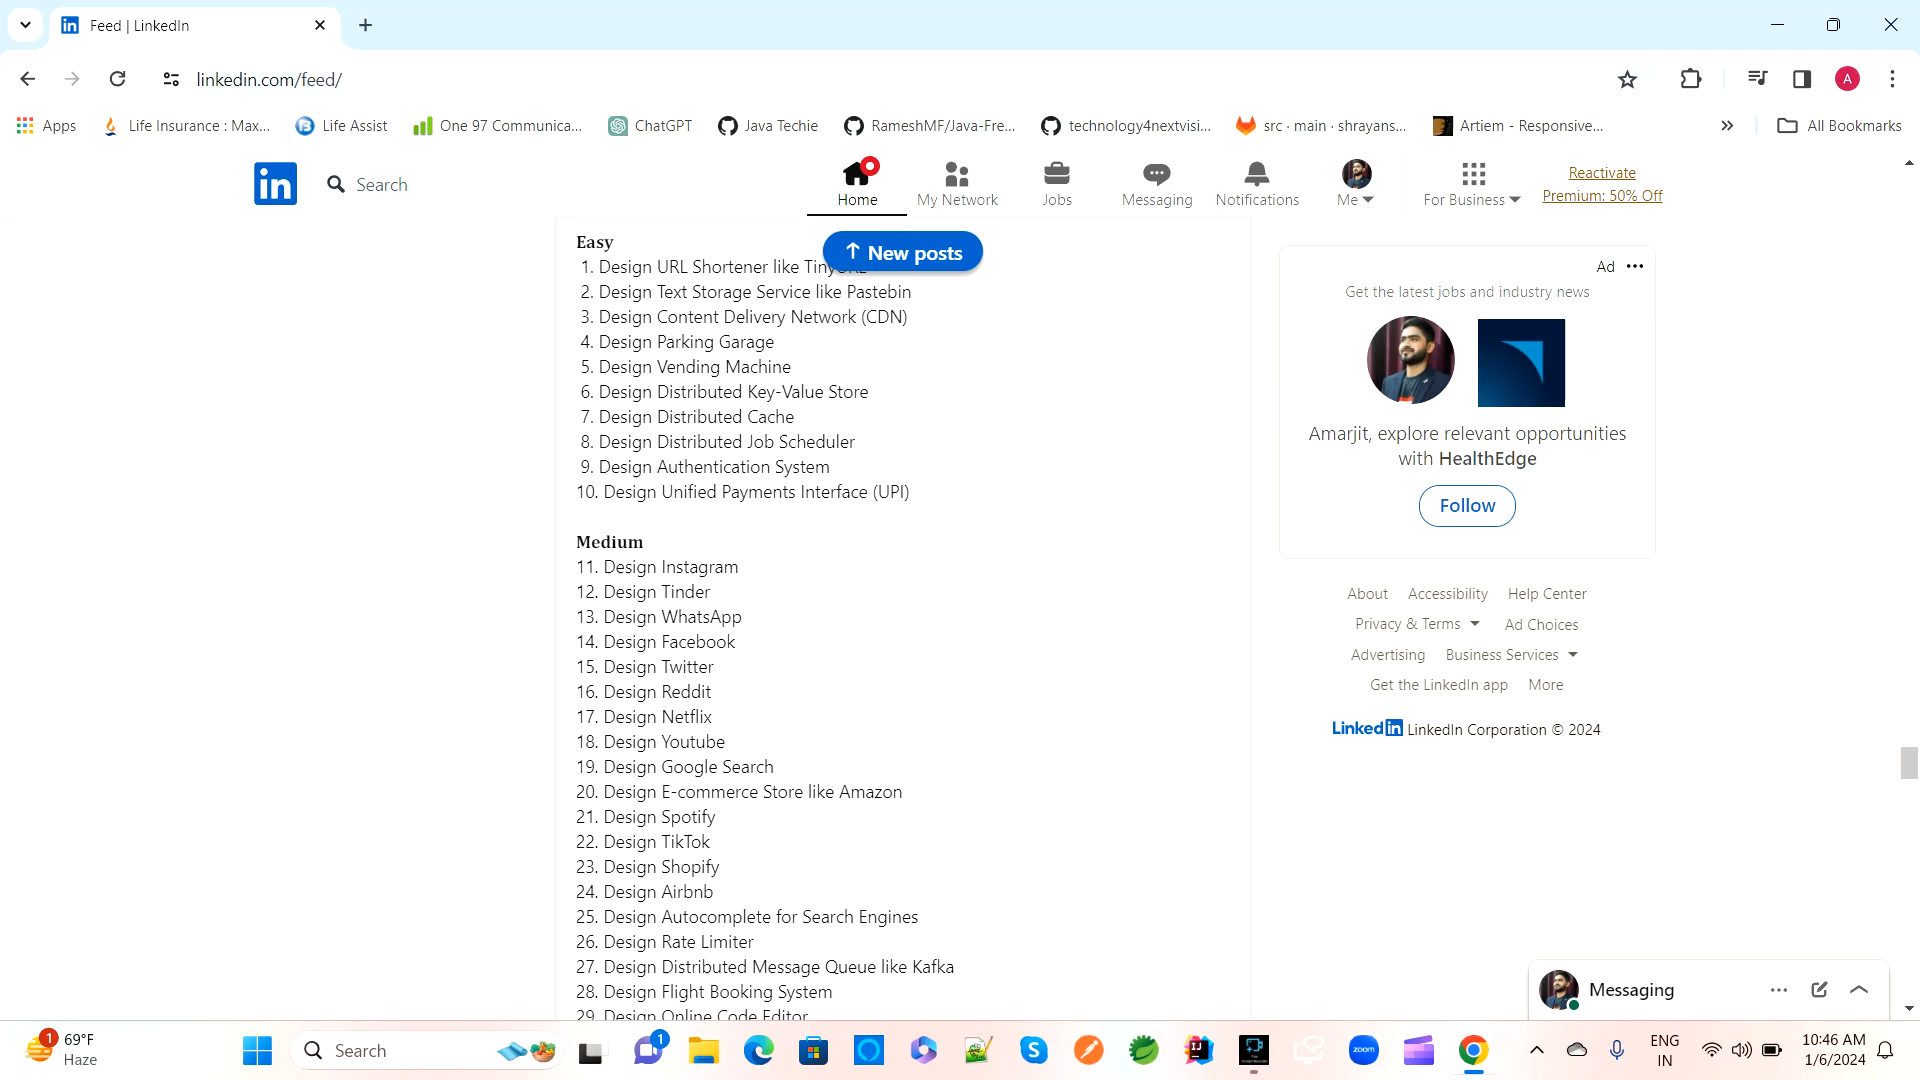 Feed | LinkedIn
linkedin.com/feed/
A
Apps
Life Insurance : Max...
Life Assist
One 97 Communica...
ChatGPT
Java Techie
RameshMF/Java-Fre...
technology4nextvisi...
src · main · shrayans...
Artiem - Responsive...
All Bookmarks
in
Search
Home
My Network
Jobs
Messaging
Notifications
Me
For Business
Reactivate
Premium: 50% Off
New posts
Easy
1. Design URL Shortener like
2. Design Text Storage Service like Pastebin
3. Design Content Delivery Network (CDN)
4. Design Parking Garage
5. Design Vending Machine
6. Design Distributed Key-Value Store
7. Design Distributed Cache
8. Design Distributed Job Scheduler
9. Design Authentication System
10. Design Unified Payments Interface (UPI)
Medium
11. Design Instagram
12. Design Tinder
13. Design WhatsApp
14. Design Facebook
15. Design Twitter
16. Design Reddit
17. Design Netflix
18. Design Youtube
19. Design Google Search
20. Design E-commerce Store like Amazon
21. Design Spotify
22. Design TikTok
23. Design Shopify
24. Design Airbnb
25. Design Autocomplete for Search Engines
26. Design Rate Limiter
27. Design Distributed Message Queue like Kafka
28. Design Flight Booking System
29. Design Online Code Editor
Ad
Get the latest jobs and industry news
Amarjit, explore relevant opportunities
with HealthEdge
Follow
About Accessibility Help Center
Privacy & Terms Ad Choices
Advertising Business Services
Get the LinkedIn app More
LinkedIn LinkedIn Corporation © 2024
Messaging
1
69°F
Haze
Search
1
zoom
ENG
IN
10:46 AM
1/6/2024